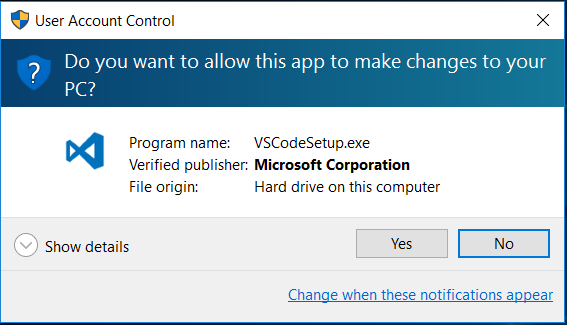 User Account Control
Do you want to allow this app to make changes to your
PC?
Program name: VSCodeSetup.exe
Verified publisher: Microsoft Corporation
File origin: Hard drive on this computer
Show details
Yes
No
Change when these notifications appear